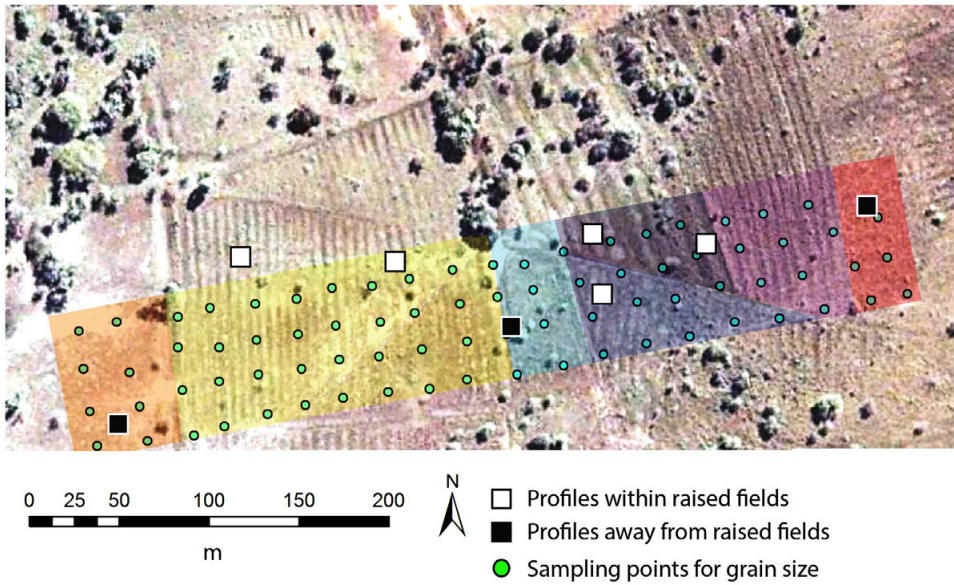 0 25 50 100 150 200
m
N
Profiles within raised fields
Profiles away from raised fields
Sampling points for grain size